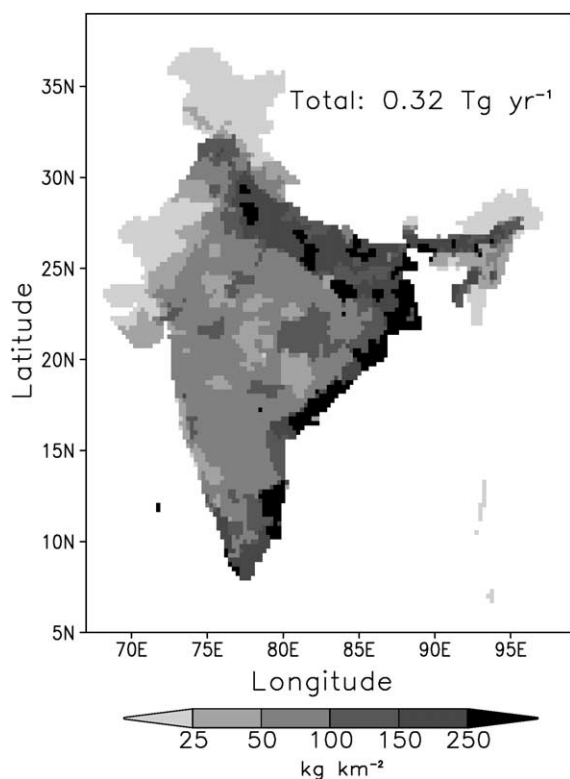 Total: 0.32 Tg yr⁻¹
35N
30N
25N
20N
15N
10N
5N
Latitude
70E 75E 80E 85E 90E 95E
Longitude
25 50 100 150 250
kg km⁻²